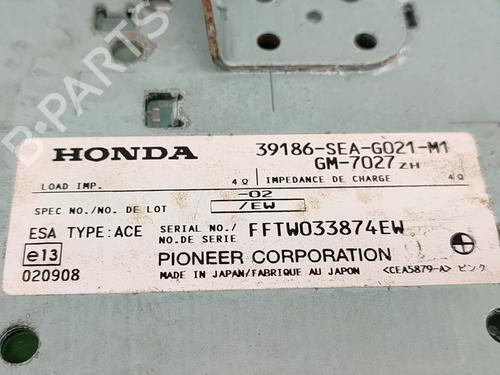 B-PARTS
HONDA 39186-SEA-G021-M1
GM-7027 ZH
LOAD IMP. 4Ω IMPEDANCE DE CHARGE 4Ω
SPEC NO./NO. DE LOT -02
/EW
ESA TYPE: ACE SERIAL NO./ NO. DE SERIE FFTW033874EW
e13
020908
PIONEER CORPORATION
MADE IN JAPAN/FABRIQUE AU JAPON <CEA5879-A> ピンク